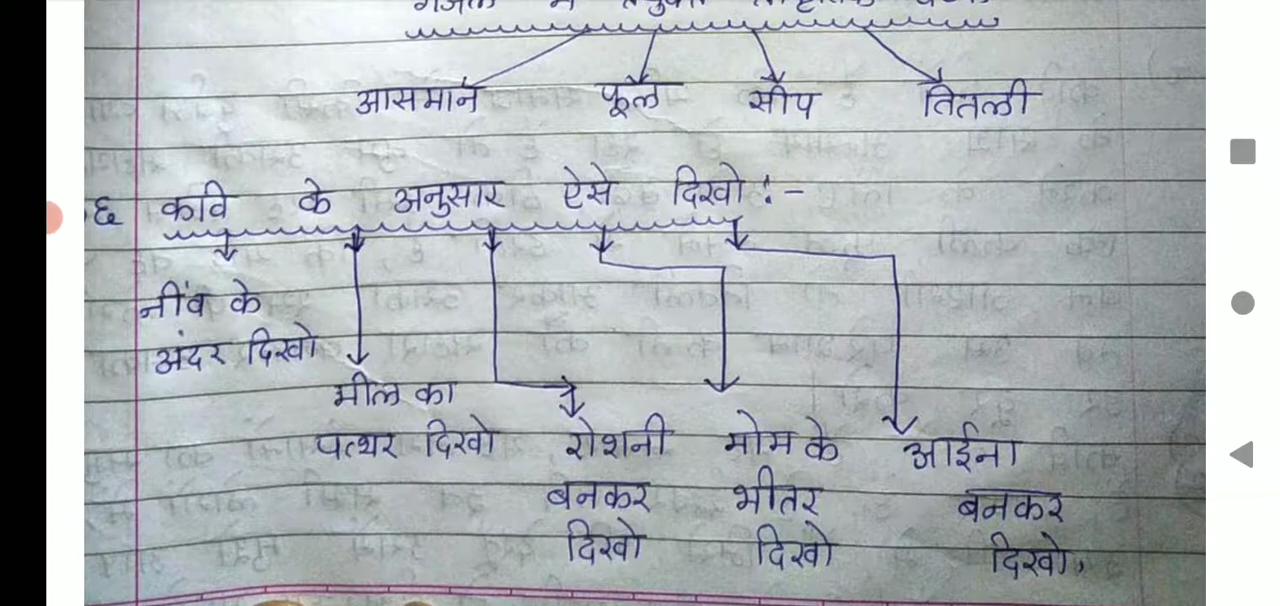 आसमान फूल सीप तितली
६ कवि के अनुसार ऐसे दिखो :-
नींव के
अंदर दिखो
मील का
पत्थर दिखो
रोशनी
बनकर
दिखो
मोम के
भीतर
दिखो
आईना
बनकर
दिखो.